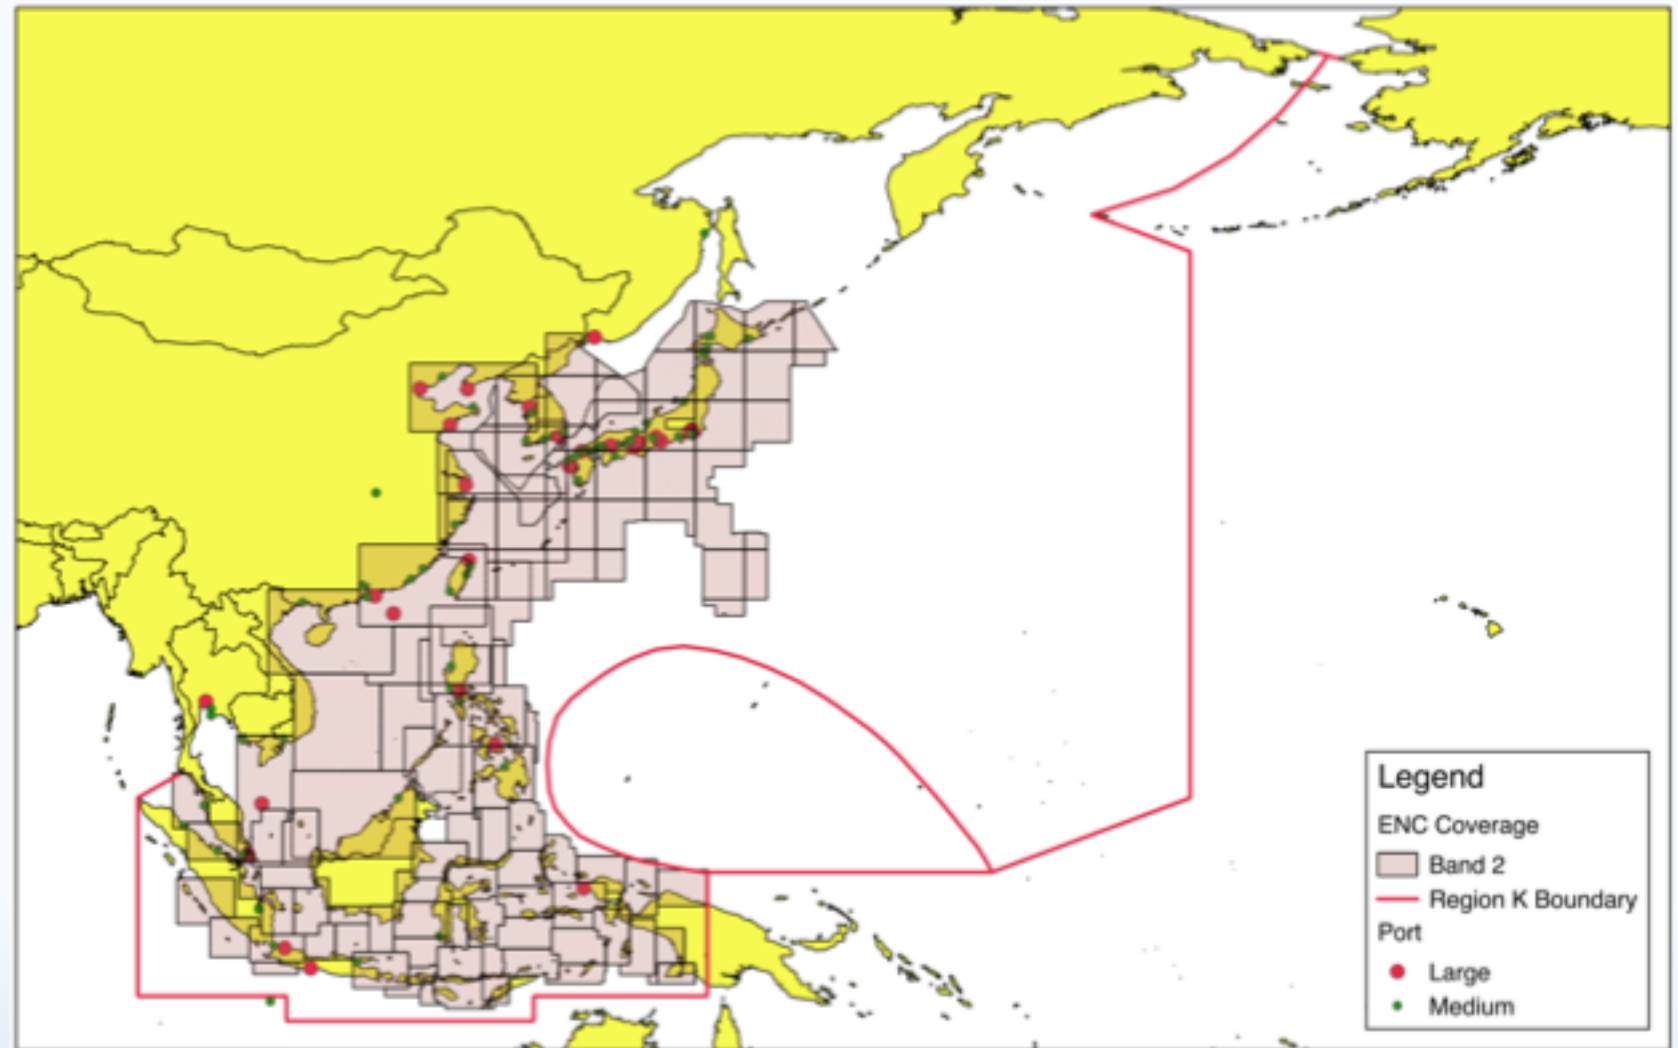 Legend
ENC Coverage
Band 2
Region K Boundary
Port
Large
Medium